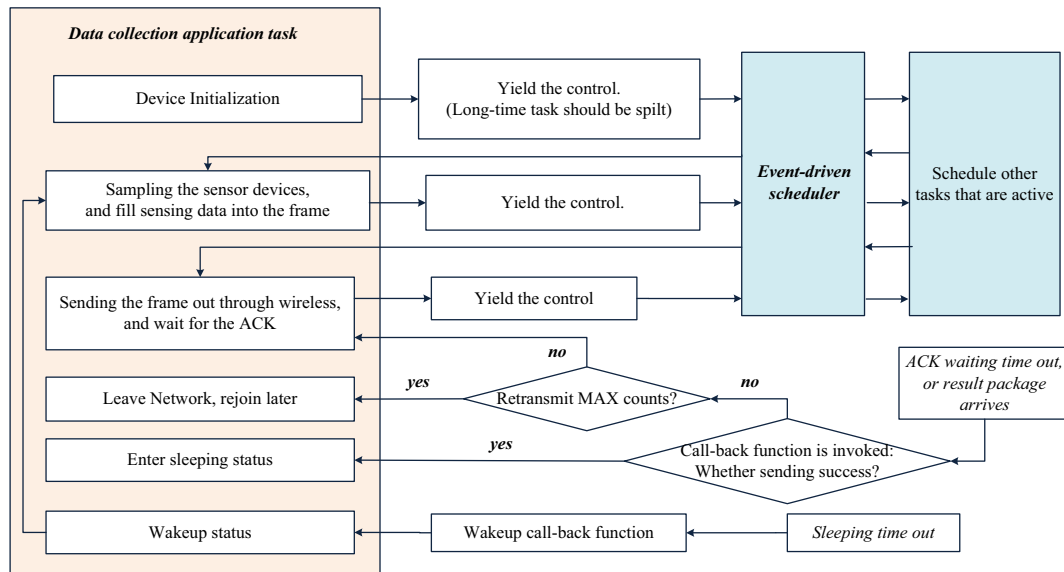 Data collection application task
Device Initialization
Yield the control.
(Long-time task should be spilt)
Event-driven
scheduler
Schedule other
tasks that are active
Sampling the sensor devices,
and fill sensing data into the frame
Yield the control.
Sending the frame out through wireless,
and wait for the ACK
Yield the control
no
ACK waiting time out,
or result package
arrives
Leave Network, rejoin later
yes
Retransmit MAX counts?
no
Enter sleeping status
yes
Call-back function is invoked:
Whether sending success?
Wakeup status
Wakeup call-back function
Sleeping time out